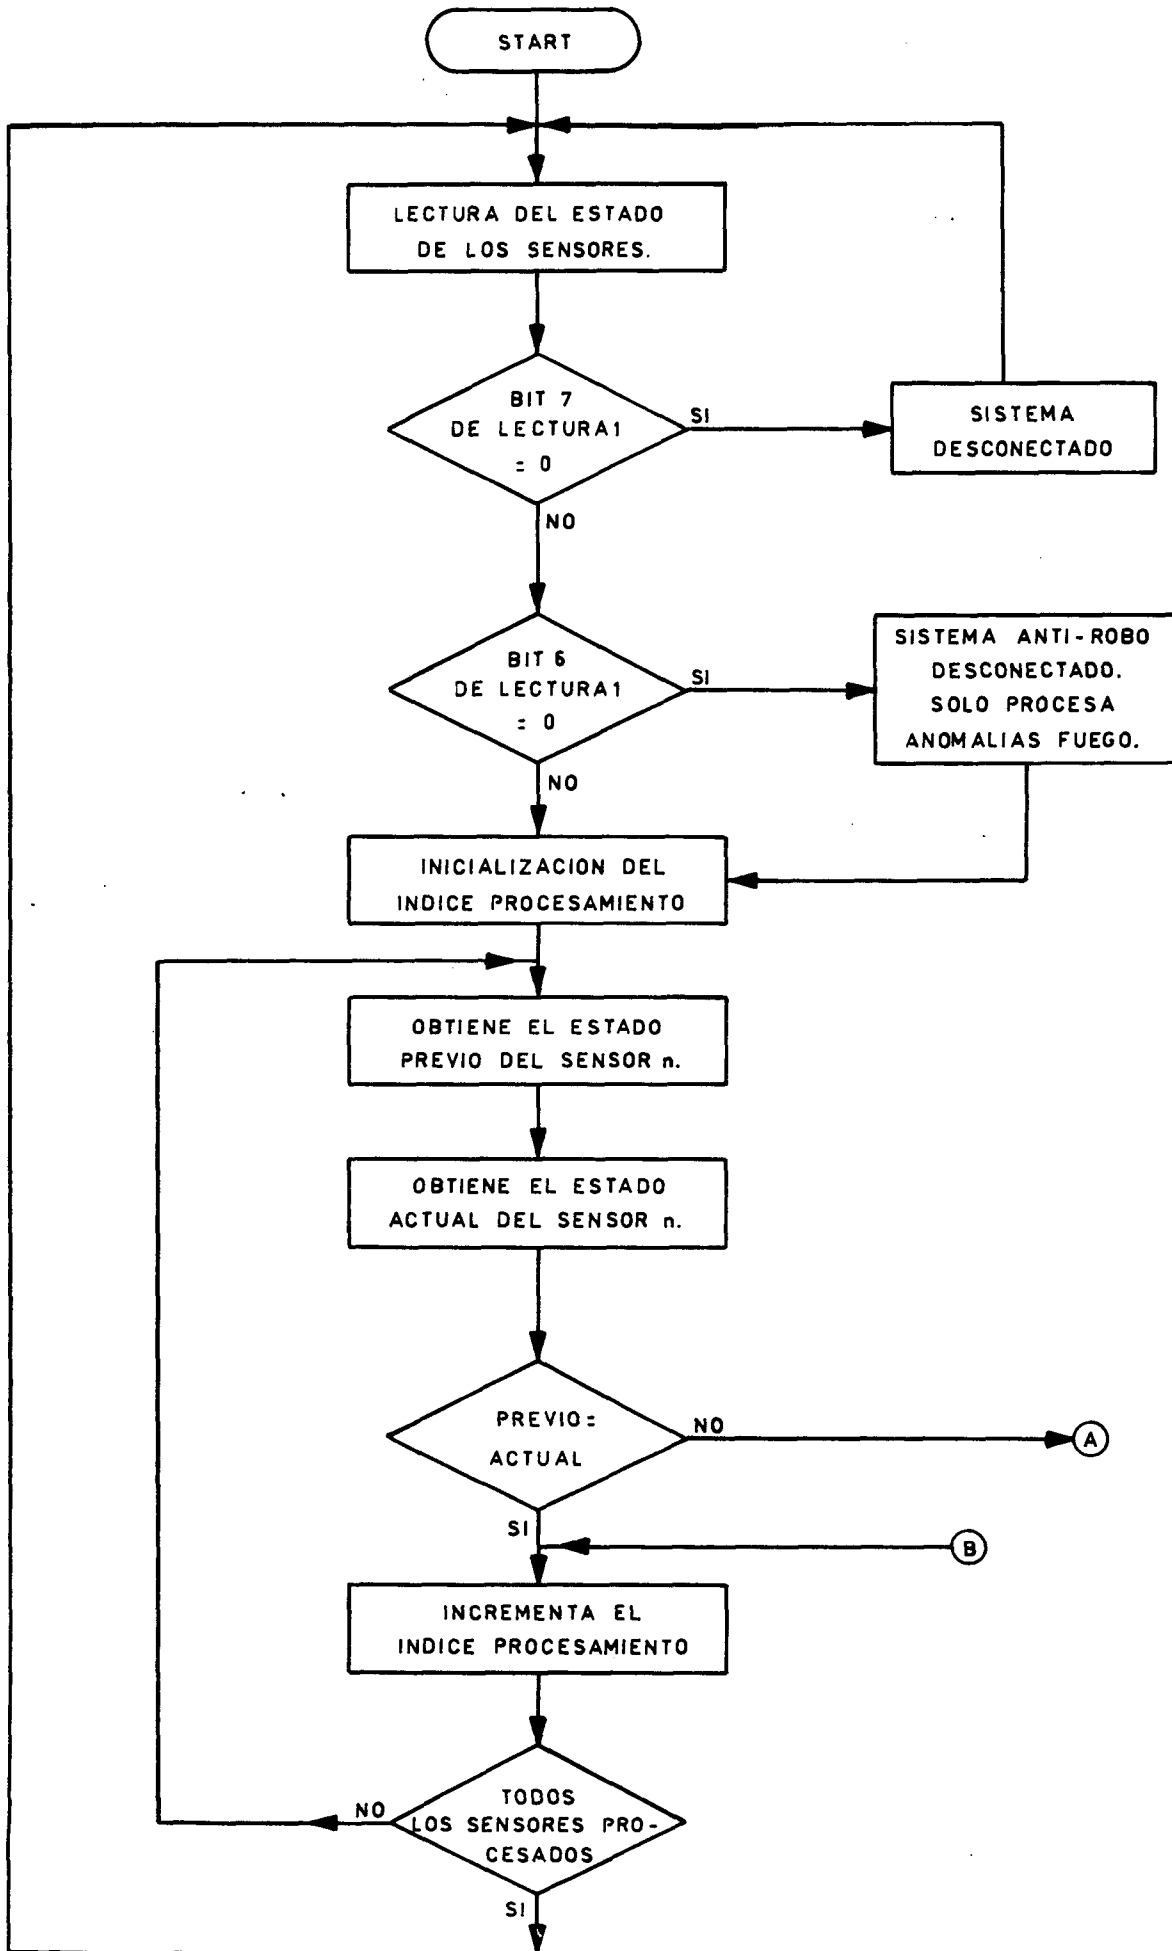 START
LECTURA DEL ESTADO
DE LOS SENSORES.
BIT 7
DE LECTURA1
= 0
SI
SISTEMA
DESCONECTADO
NO
BIT 6
DE LECTURA1
= 0
SI
SISTEMA ANTI-ROBO
DESCONECTADO.
SOLO PROCESA
ANOMALIAS FUEGO.
NO
INICIALIZACION DEL
INDICE PROCESAMIENTO
OBTIENE EL ESTADO
PREVIO DEL SENSOR n.
OBTIENE EL ESTADO
ACTUAL DEL SENSOR n.
PREVIO=
ACTUAL
NO
A
SI
B
INCREMENTA EL
INDICE PROCESAMIENTO
TODOS
LOS SENSORES PRO-
CESADOS
NO
SI